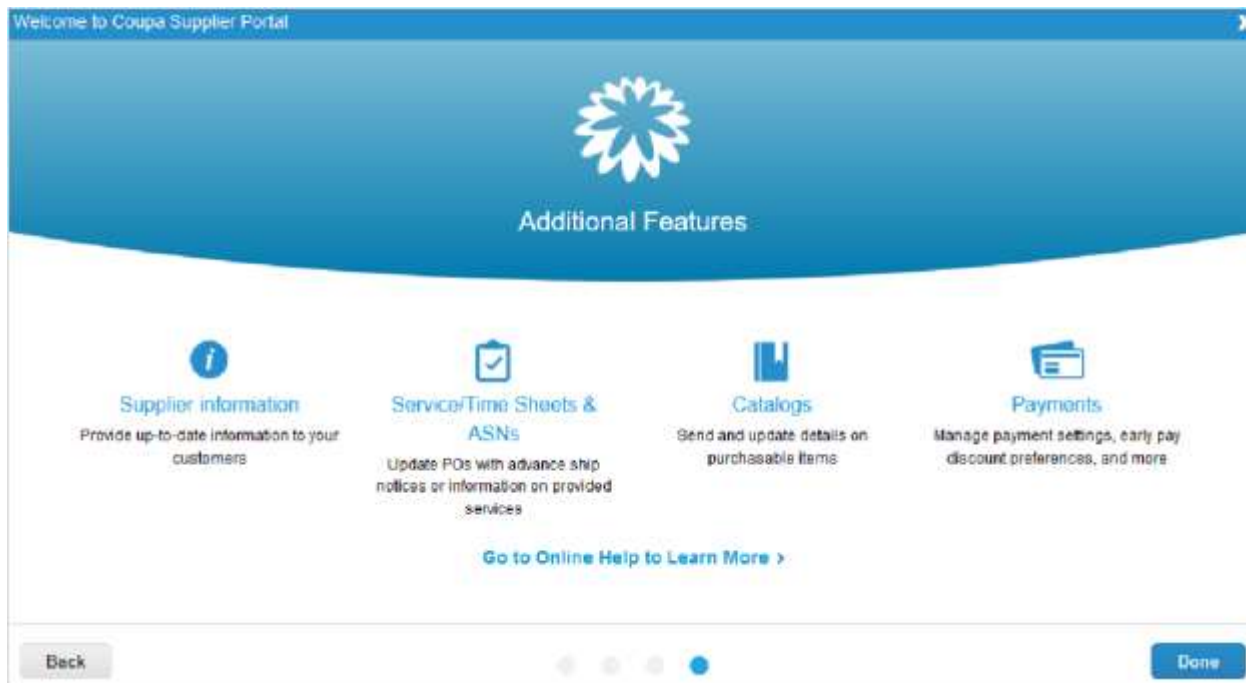 Welcome to Coupa Supplier Portal
Additional Features
Supplier information
Provide up-to-date information to your
customers
Service/Time Sheets &
ASNs
Update POs with advance ship
notices or information on provided
services
Catalogs
Send and update details on
purchasable items
Payments
Manage payment settings, early pay
discount preferences, and more
Go to Online Help to Learn More >
Back
Done